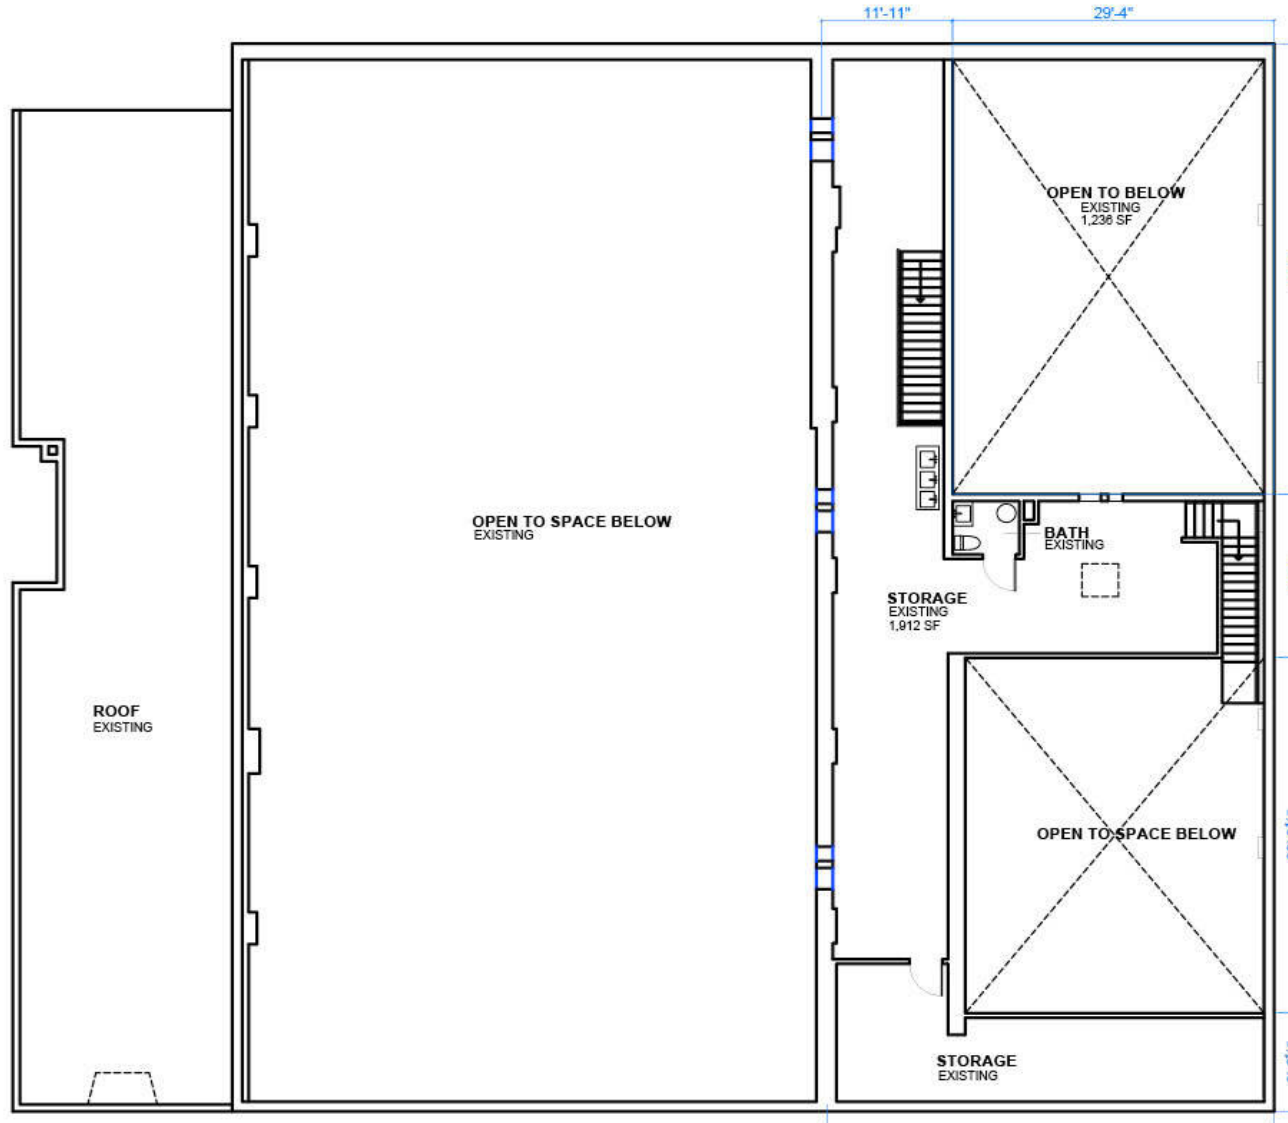 11'-11"
29'-4"
OPEN TO BELOW
EXISTING
1,236 SF
OPEN TO SPACE BELOW
EXISTING
BATH
EXISTING
STORAGE
EXISTING
1,912 SF
ROOF
EXISTING
OPEN TO SPACE BELOW
STORAGE
EXISTING